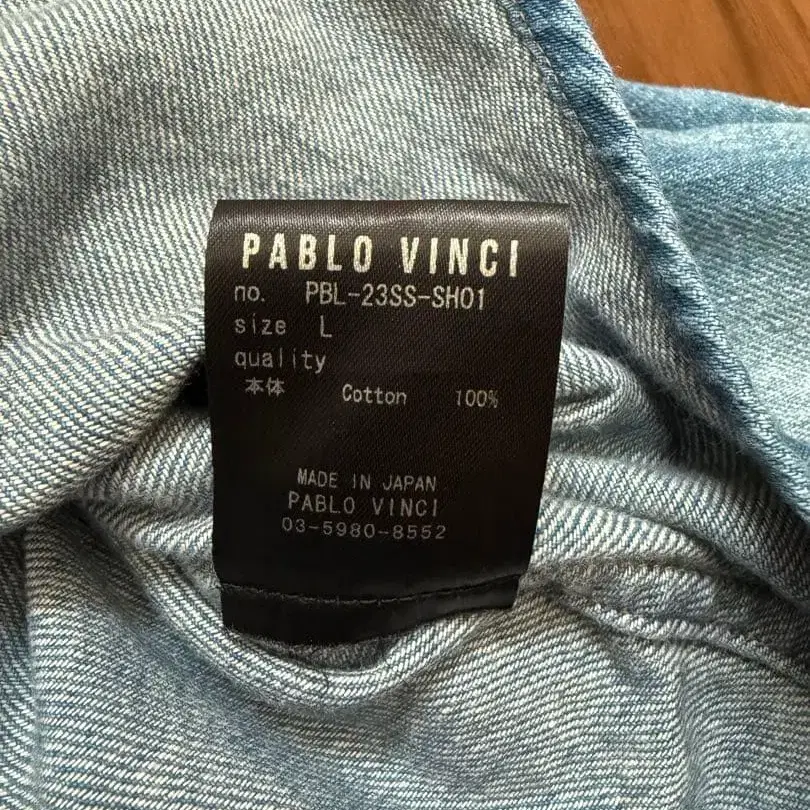 PABLO VINCI
no. PBL-23SS-SH01
size L
quality
本体 Cotton 100%
MADE IN JAPAN
PABLO VINCI
03-5980-8552